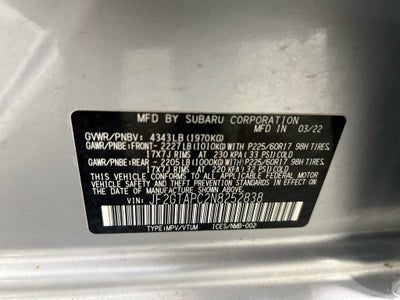 MFD BY SUBARU CORPORATION
GVWR/PNBV: 4343LB(1970KG) MFD IN 03/22
GAWR/PNBE: FRONT- 2227LB(1010KG)WITH P225/60R17 98H TIRES,
17X7J RIMS AT 230 KPA(33 PSI)COLD
GAWR/PNBE: REAR - 2205LB(1000KG)WITH P225/60R17 98H TIRES,
17X7J RIMS AT 220 KPA(32 PSI)COLD
THIS VEHICLE CONFORMS TO ALL APPLICABLE FEDERAL MOTOR
VEHICLE SAFETY, BUMPER, AND THEFT PREVENTION STANDARDS
IN EFFECT ON THE DATE OF MANUFACTURE SHOWN ABOVE.
JF2GTAPC2N8252838
TYPE:MPV/VTUM ICES/NMB-002